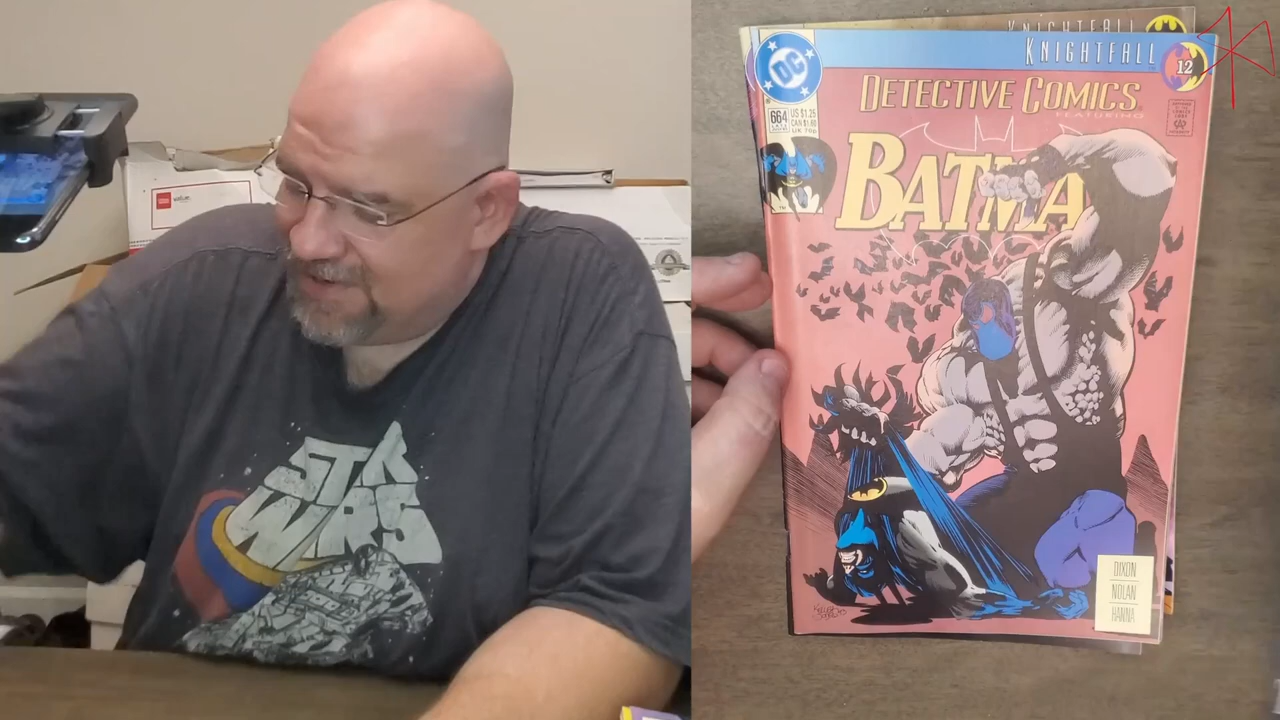 STAR
WARS
KNIGHTFALL
KNIGHTFALL
12
DC
DETECTIVE COMICS
FEATURING
664
US $1.25
CAN $1.60
UK 70p
BATMA
DIXON
NOLAN
HANNA